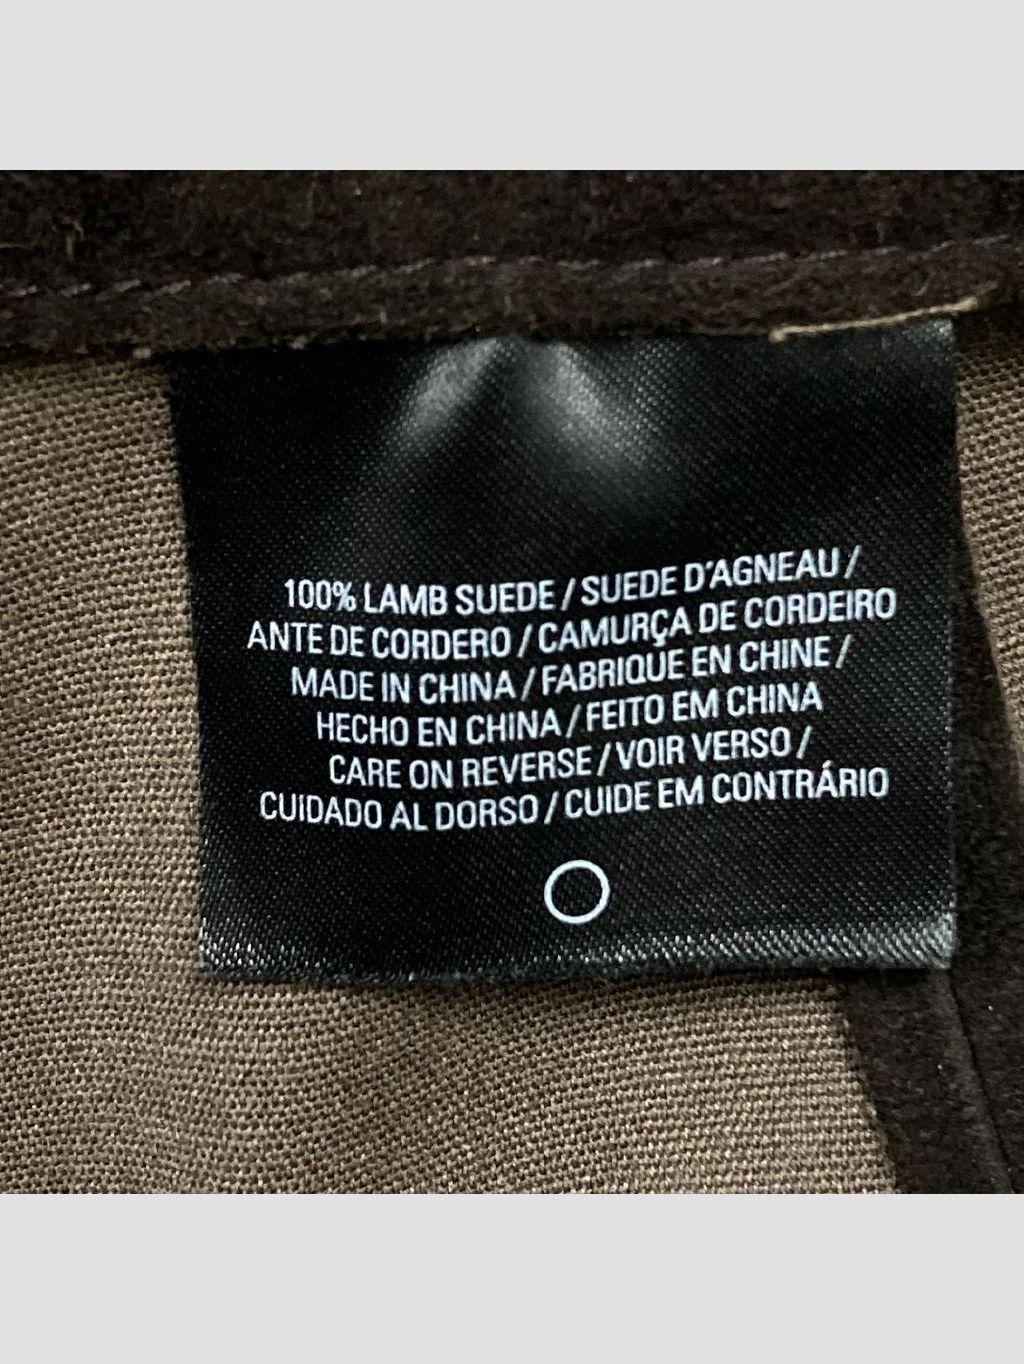 100% LAMB SUEDE / SUEDE D'AGNEAU /
ANTE DE CORDERO / CAMURÇA DE CORDEIRO
MADE IN CHINA / FABRIQUE EN CHINE /
HECHO EN CHINA / FEITO EM CHINA
CARE ON REVERSE / VOIR VERSO /
CUIDADO AL DORSO / CUIDE EM CONTRÁRIO